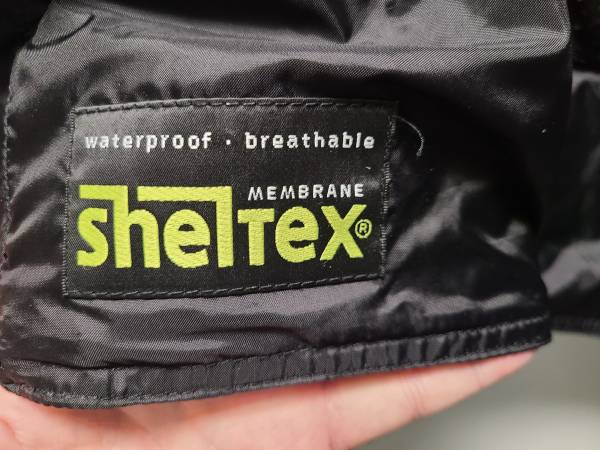 waterproof · breathable
MEMBRANE
sheltex®